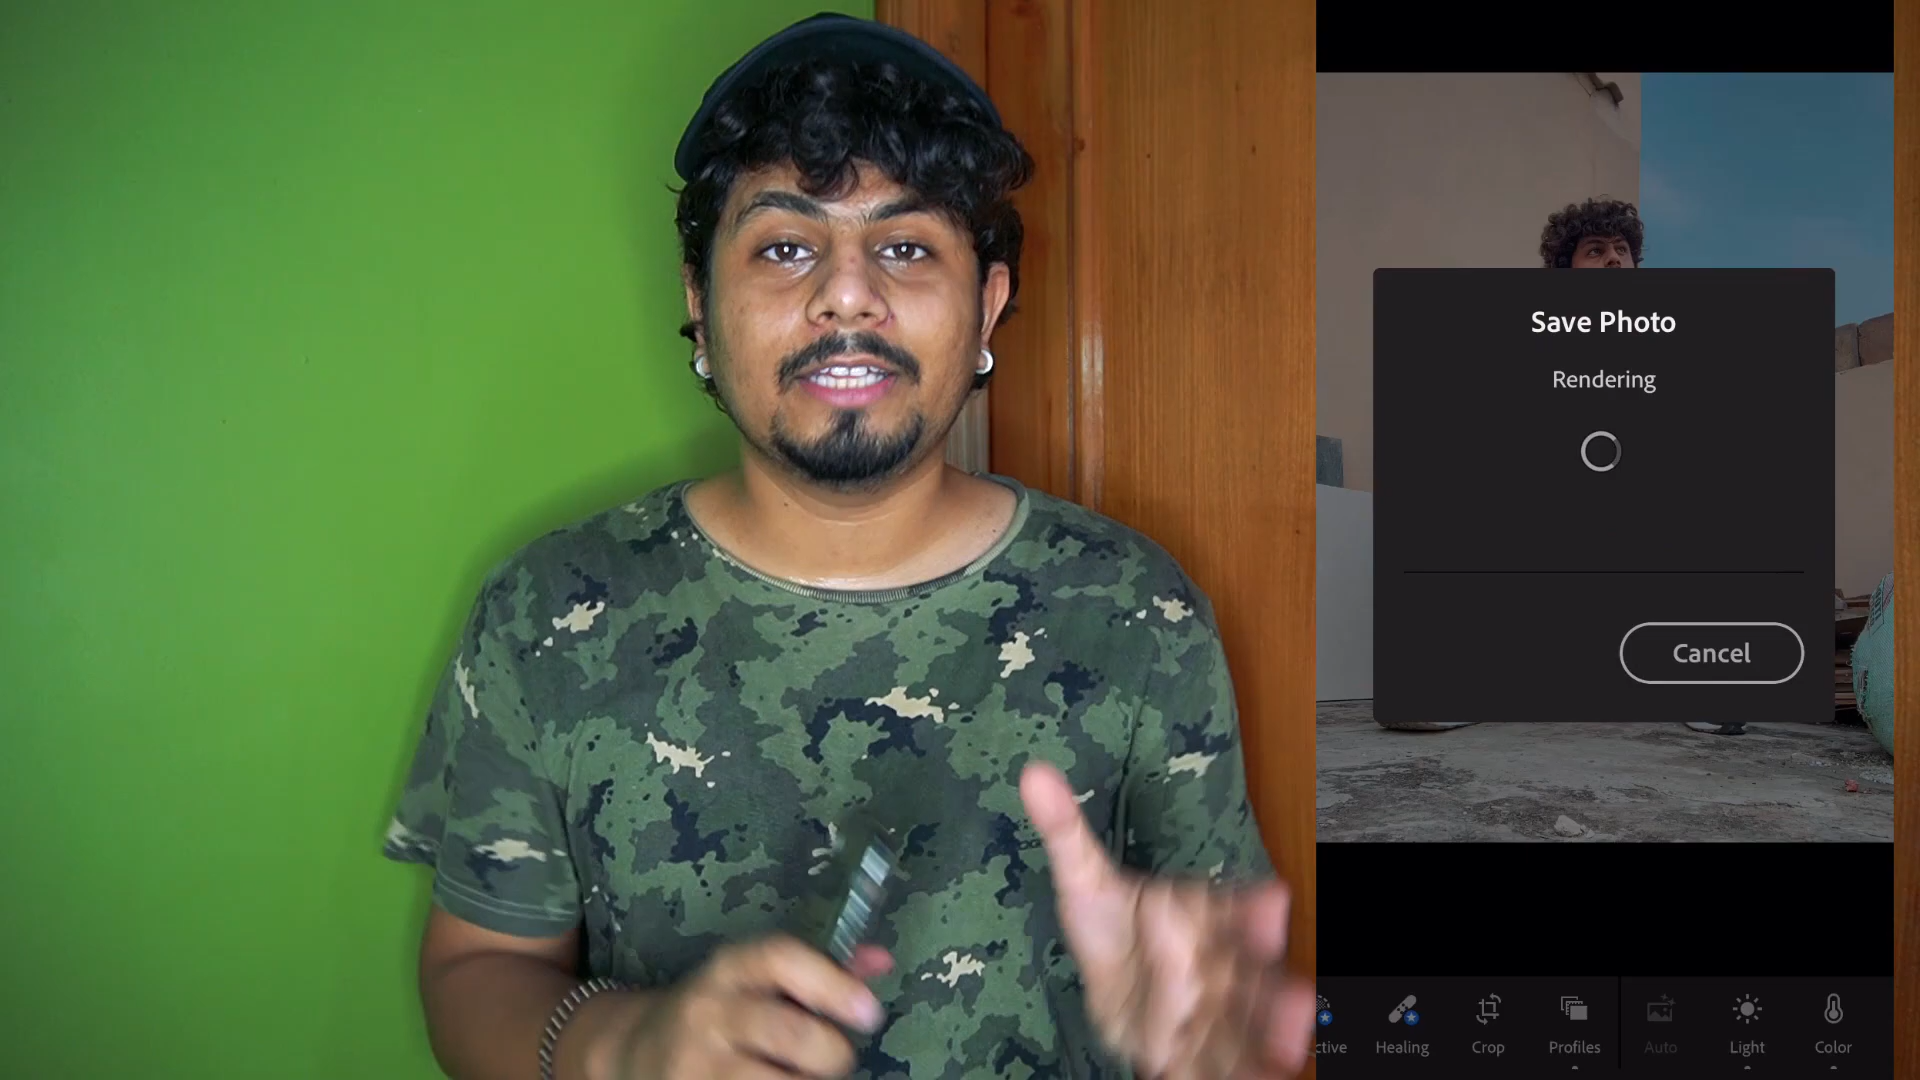 Save Photo
Rendering
Cancel
ctive Healing Crop Profiles Auto Light Color